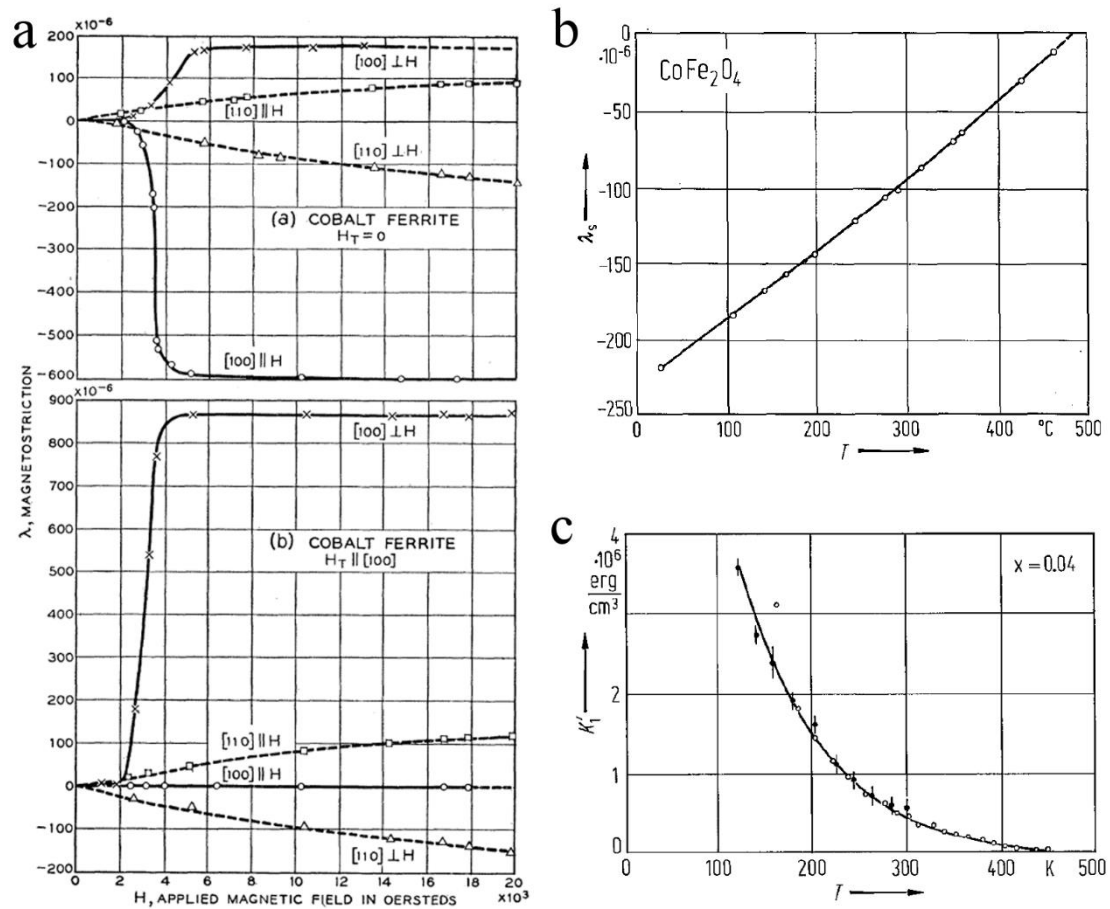 a
×10⁻⁶
200
100
0
-100
-200
-300
-400
-500
-600
[100] ⊥ H
[110] ∥ H
[110] ⊥ H
(a) COBALT FERRITE
H_T = 0
[100] ∥ H
λ, MAGNETOSTRICTION
×10⁻⁶
900
800
700
600
500
400
300
200
100
0
-100
-200
[100] ⊥ H
(b) COBALT FERRITE
H_T ∥ [100]
[110] ∥ H
[100] ∥ H
[110] ⊥ H
0 2 4 6 8 10 12 14 16 18 20
×10³
H, APPLIED MAGNETIC FIELD IN OERSTEDS
b
0
·10⁻⁶
-50
-100
-150
-200
-250
CoFe₂O₄
λs
0 100 200 300 400 °C 500
T
c
4
·10⁶
erg
cm³
2
1
0
x = 0.04
K₁'
0 100 200 300 400 K 500
T